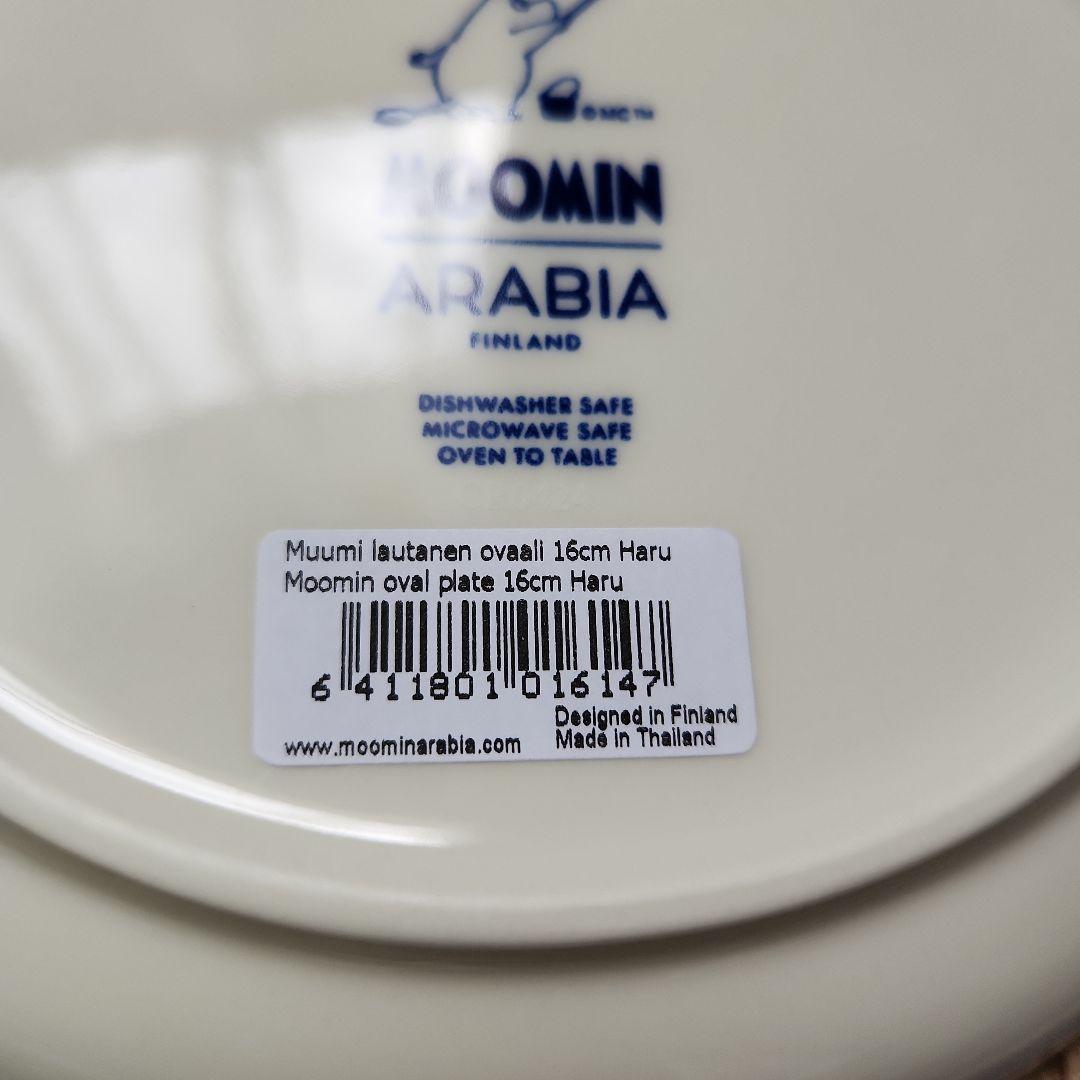 ©MC™
MOOMIN
ARABIA
FINLAND
DISHWASHER SAFE
MICROWAVE SAFE
OVEN TO TABLE
Muumi lautanen ovaali 16cm Haru
Moomin oval plate 16cm Haru
6 411801 016147
Designed in Finland
www.moominarabia.com Made in Thailand